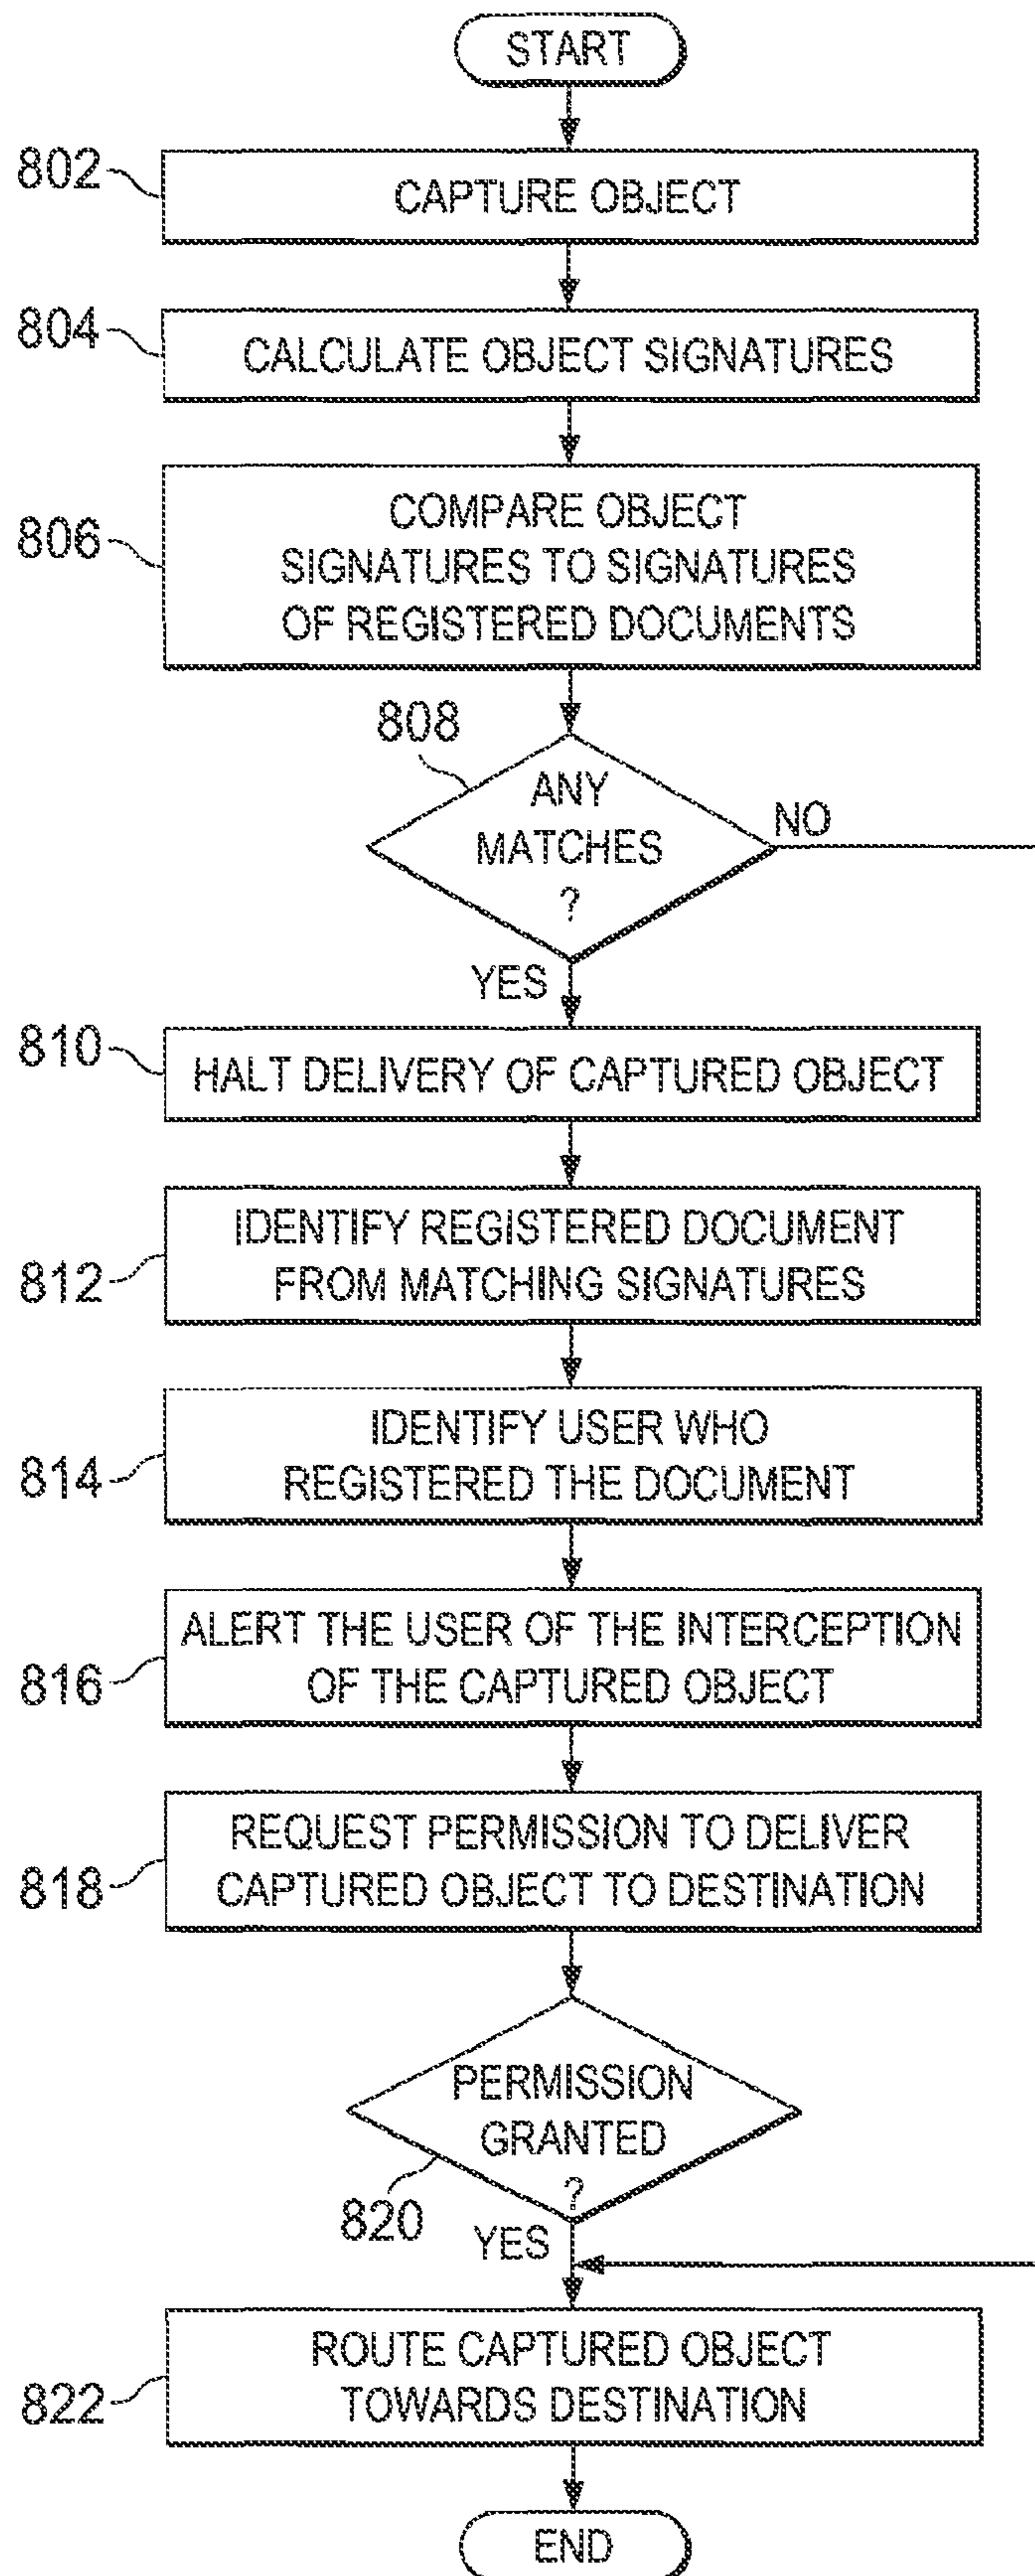 START
802
CAPTURE OBJECT
804
CALCULATE OBJECT SIGNATURES
806
COMPARE OBJECT
SIGNATURES TO SIGNATURES
OF REGISTERED DOCUMENTS
808
ANY
MATCHES
?
NO
YES
810
HALT DELIVERY OF CAPTURED OBJECT
812
IDENTIFY REGISTERED DOCUMENT
FROM MATCHING SIGNATURES
814
IDENTIFY USER WHO
REGISTERED THE DOCUMENT
816
ALERT THE USER OF THE INTERCEPTION
OF THE CAPTURED OBJECT
818
REQUEST PERMISSION TO DELIVER
CAPTURED OBJECT TO DESTINATION
PERMISSION
GRANTED
?
820
YES
822
ROUTE CAPTURED OBJECT
TOWARDS DESTINATION
END